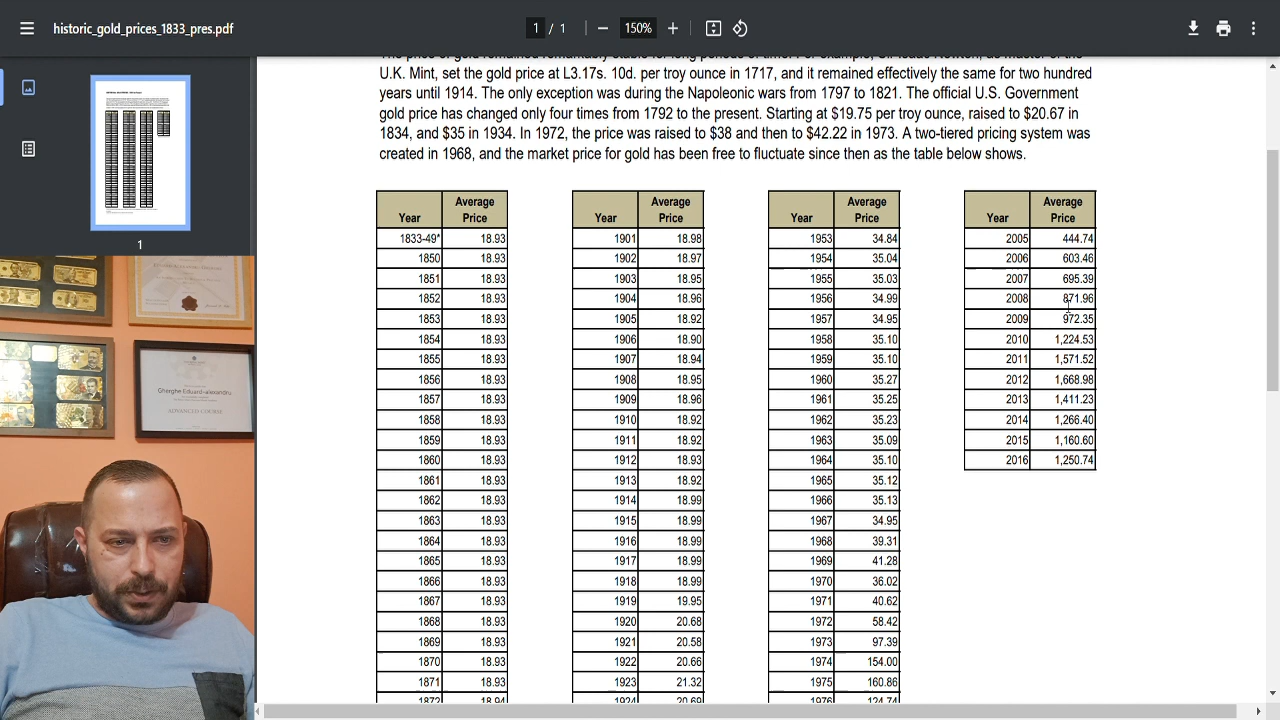 historic_gold_prices_1833_pres.pdf
1 / 1
150%
1
U.K. Mint, set the gold price at L3.17s. 10d. per troy ounce in 1717, and it remained effectively the same for two hundred
years until 1914. The only exception was during the Napoleonic wars from 1797 to 1821. The official U.S. Government
gold price has changed only four times from 1792 to the present. Starting at $19.75 per troy ounce, raised to $20.67 in
1834, and $35 in 1934. In 1972, the price was raised to $38 and then to $42.22 in 1973. A two-tiered pricing system was
created in 1968, and the market price for gold has been free to fluctuate since then as the table below shows.
Average Average Average Average
Year Price Year Price Year Price Year Price
1833-49* 18.93 1901 18.98 1953 34.84 2005 444.74
1850 18.93 1902 18.97 1954 35.04 2006 603.46
1851 18.93 1903 18.95 1955 35.03 2007 695.39
1852 18.93 1904 18.96 1956 34.99 2008 871.96
1853 18.93 1905 18.92 1957 34.95 2009 972.35
1854 18.93 1906 18.90 1958 35.10 2010 1,224.53
1855 18.93 1907 18.94 1959 35.10 2011 1,571.52
1856 18.93 1908 18.95 1960 35.27 2012 1,668.98
1857 18.93 1909 18.96 1961 35.25 2013 1,411.23
1858 18.93 1910 18.92 1962 35.23 2014 1,266.40
1859 18.93 1911 18.92 1963 35.09 2015 1,160.60
1860 18.93 1912 18.93 1964 35.10 2016 1,250.74
1861 18.93 1913 18.92 1965 35.12
1862 18.93 1914 18.99 1966 35.13
1863 18.93 1915 18.99 1967 34.95
1864 18.93 1916 18.99 1968 39.31
1865 18.93 1917 18.99 1969 41.28
1866 18.93 1918 18.99 1970 36.02
1867 18.93 1919 19.95 1971 40.62
1868 18.93 1920 20.68 1972 58.42
1869 18.93 1921 20.58 1973 97.39
1870 18.93 1922 20.66 1974 154.00
1871 18.93 1923 21.32 1975 160.86
1872 18.94 1924 20.69 1976 124.74
Gherghe Eduard-alexandru
ADVANCED COURSE